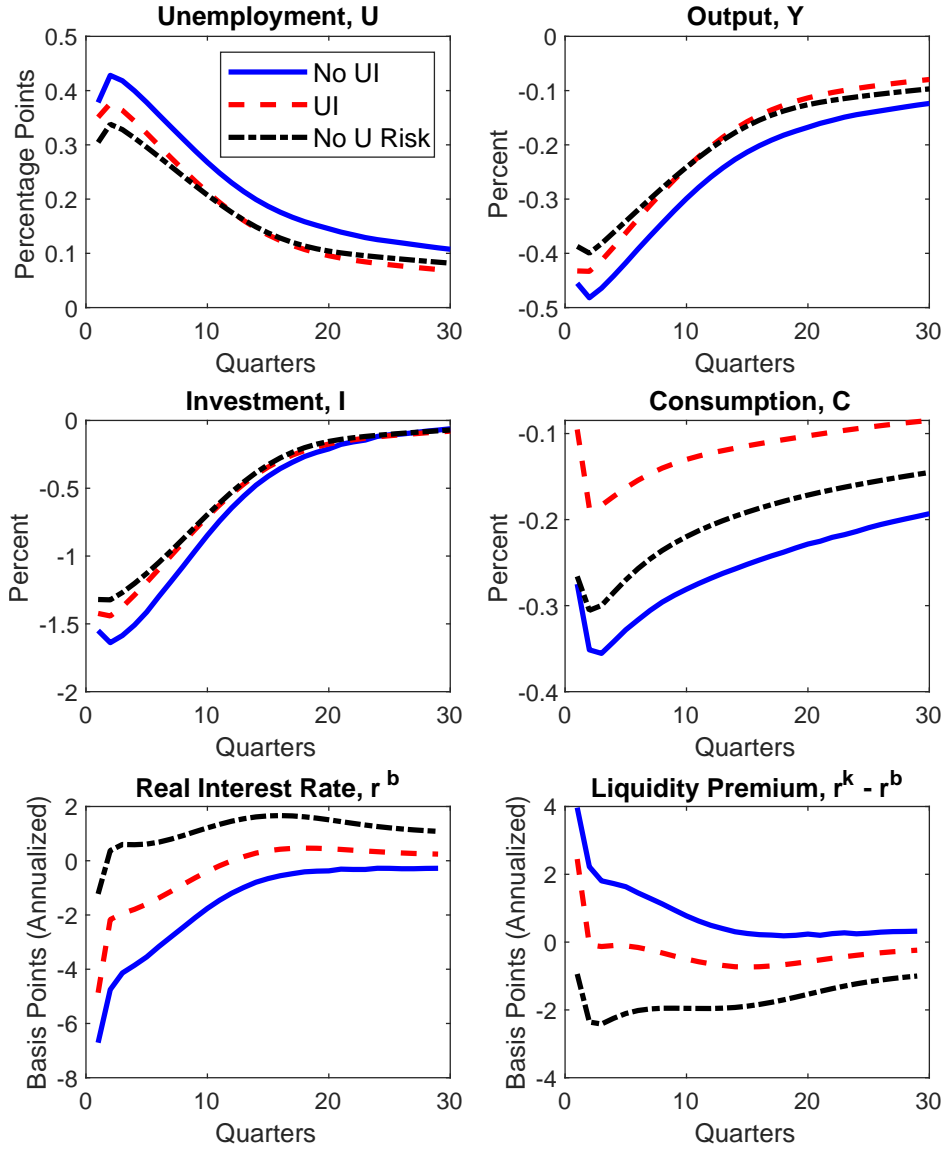 Unemployment, U
Percentage Points
0.5
0.4
0.3
0.2
0.1
0
No UI
UI
No U Risk
0 10 20 30
Quarters
Output, Y
Percent
0
-0.1
-0.2
-0.3
-0.4
-0.5
0 10 20 30
Quarters
Investment, I
Percent
0
-0.5
-1
-1.5
-2
0 10 20 30
Quarters
Consumption, C
Percent
-0.1
-0.2
-0.3
-0.4
0 10 20 30
Quarters
Real Interest Rate, r^b
Basis Points (Annualized)
2
0
-2
-4
-6
-8
0 10 20 30
Quarters
Liquidity Premium, r^k - r^b
Basis Points (Annualized)
4
2
0
-2
-4
0 10 20 30
Quarters